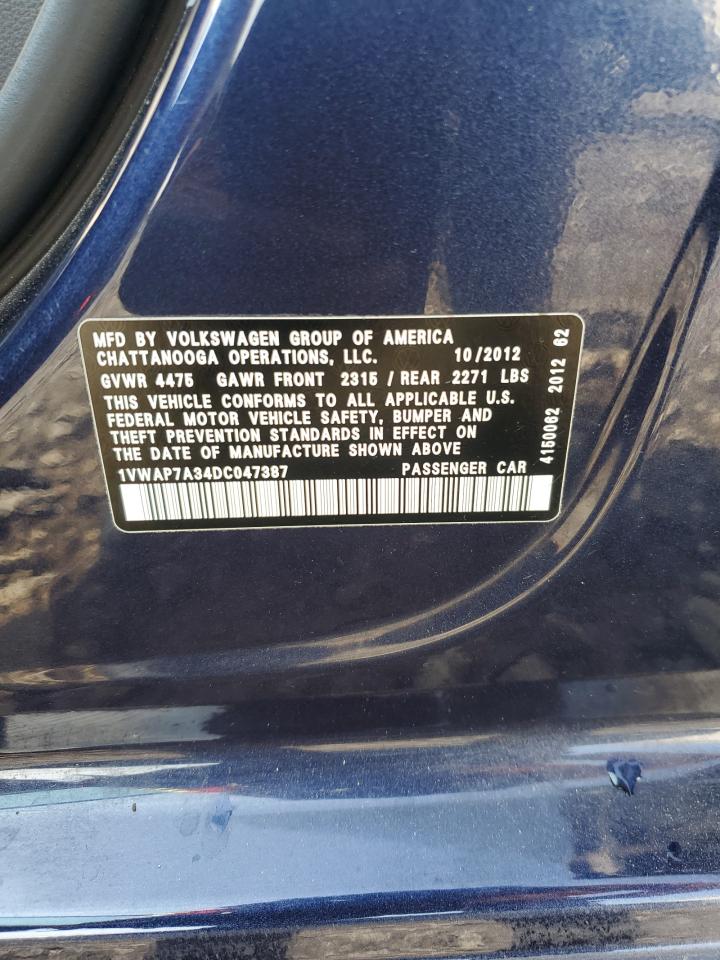 MFD BY VOLKSWAGEN GROUP OF AMERICA
CHATTANOOGA OPERATIONS, LLC. 10/2012
GVWR 4475 GAWR FRONT 2315 / REAR 2271 LBS
THIS VEHICLE CONFORMS TO ALL APPLICABLE U.S.
FEDERAL MOTOR VEHICLE SAFETY, BUMPER AND
THEFT PREVENTION STANDARDS IN EFFECT ON
THE DATE OF MANUFACTURE SHOWN ABOVE
1VWAP7A34DC047387 PASSENGER CAR
4150062 2012 62